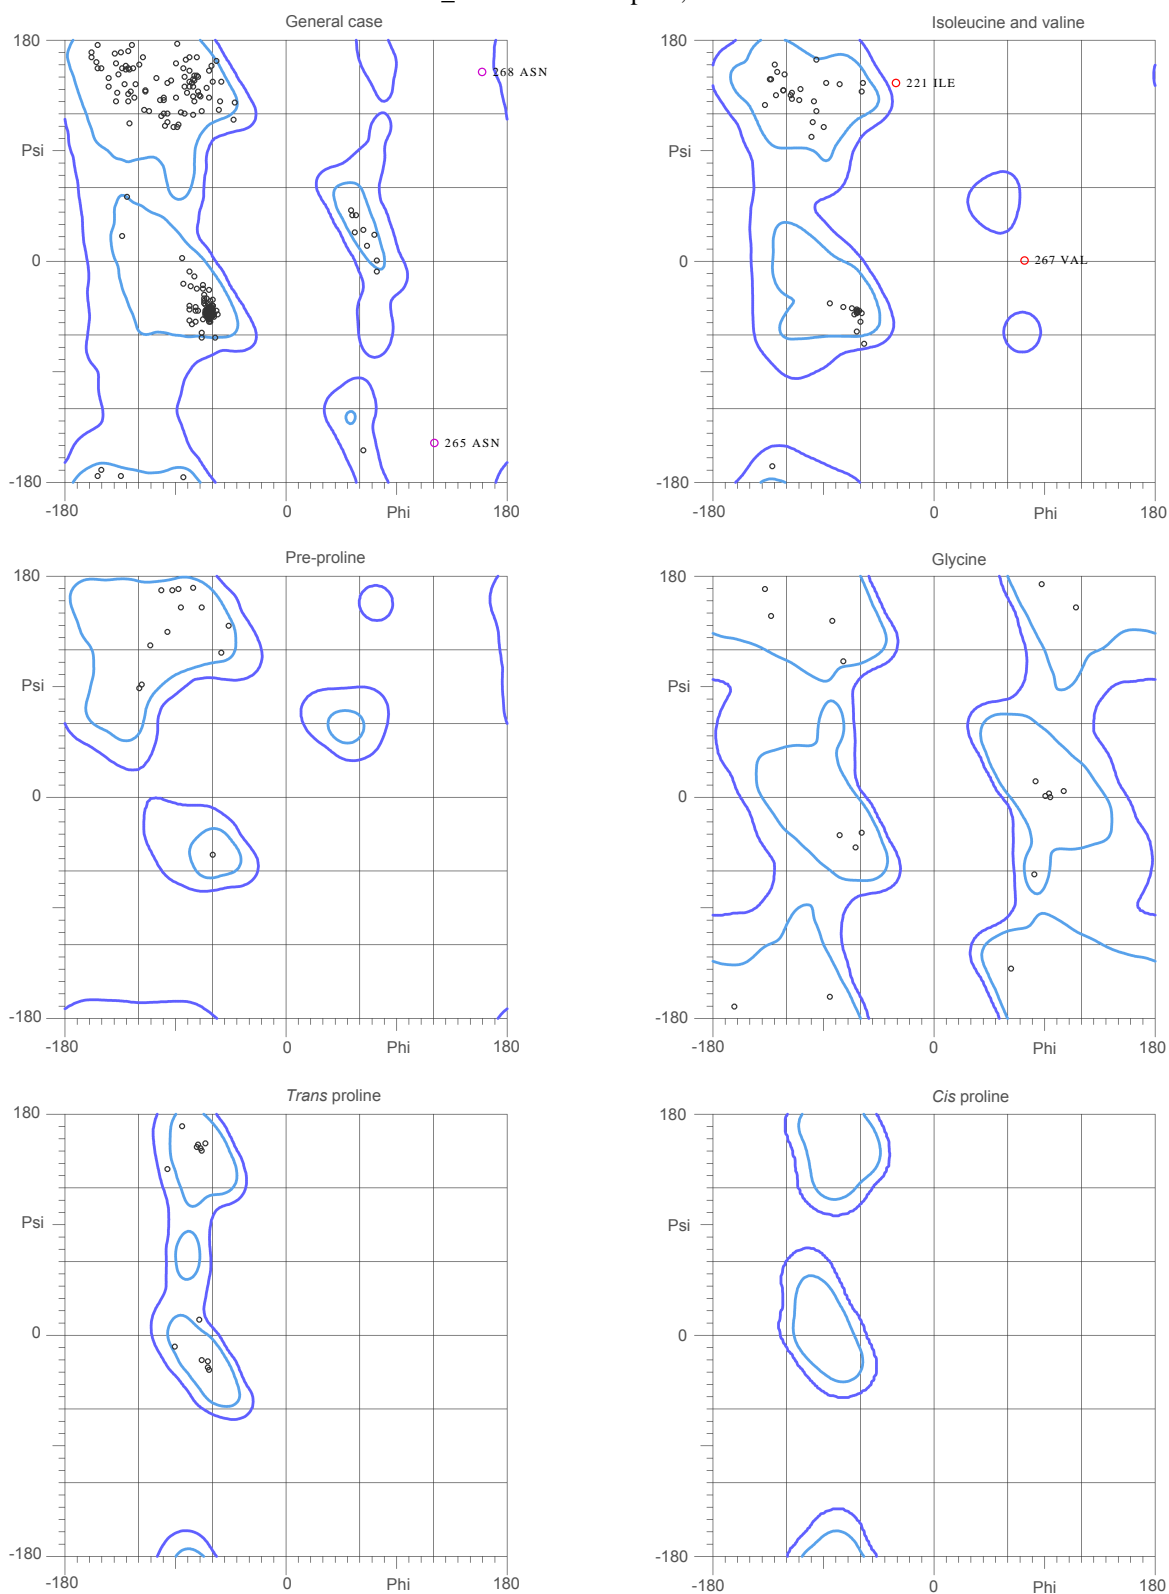 General case
180
Psi
0
-180
-180
0
Phi
180
268 ASN
265 ASN
Isoleucine and valine
180
Psi
0
-180
-180
0
Phi
180
221 ILE
267 VAL
Pre-proline
180
Psi
0
-180
-180
0
Phi
180
Glycine
180
Psi
0
-180
-180
0
Phi
180
Trans proline
180
Psi
0
-180
-180
0
Phi
180
Cis proline
180
Psi
0
-180
-180
0
Phi
180